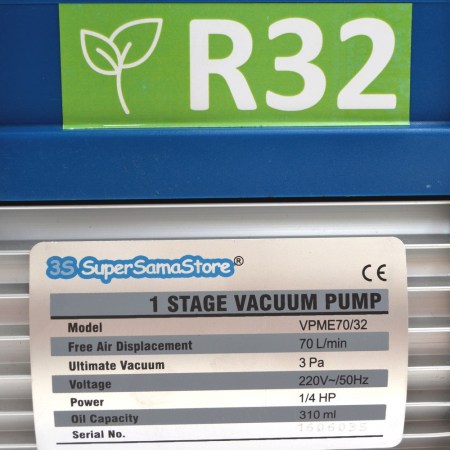 R32
3S SuperSamaStore®
CE
1 STAGE VACUUM PUMP
Model VPME70/32
Free Air Displacement 70 L/min
Ultimate Vacuum 3 Pa
Voltage 220V~/50Hz
Power 1/4 HP
Oil Capacity 310 ml
Serial No.